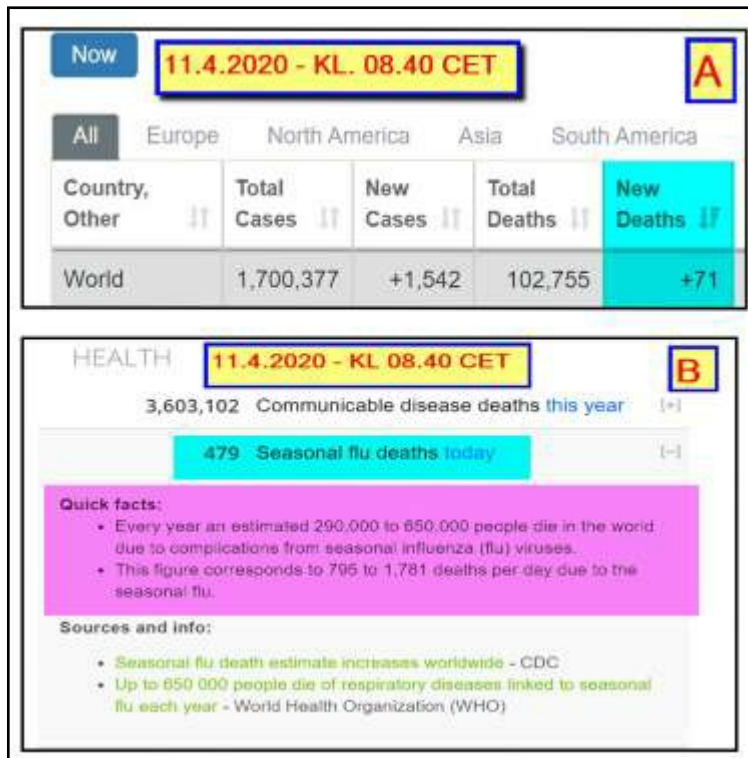 Now
11.4.2020 - KL. 08.40 CET
A
All Europe North America Asia South America
Country, Other Total Cases New Cases Total Deaths New Deaths
World 1,700,377 +1,542 102,755 +71
HEALTH
11.4.2020 - KL 08.40 CET
B
3,603,102 Communicable disease deaths this year [+]
479 Seasonal flu deaths today [−]
Quick facts:
• Every year an estimated 290,000 to 650,000 people die in the world
due to complications from seasonal influenza (flu) viruses.
• This figure corresponds to 795 to 1,781 deaths per day due to the
seasonal flu.
Sources and info:
• Seasonal flu death estimate increases worldwide - CDC
• Up to 650 000 people die of respiratory diseases linked to seasonal
flu each year - World Health Organization (WHO)